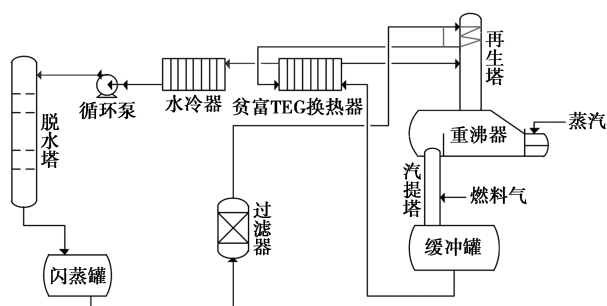 再生塔
蒸汽
重沸器
循环泵
水冷器
贫富TEG换热器
脱水塔
汽提塔
燃料气
过滤器
缓冲罐
闪蒸罐